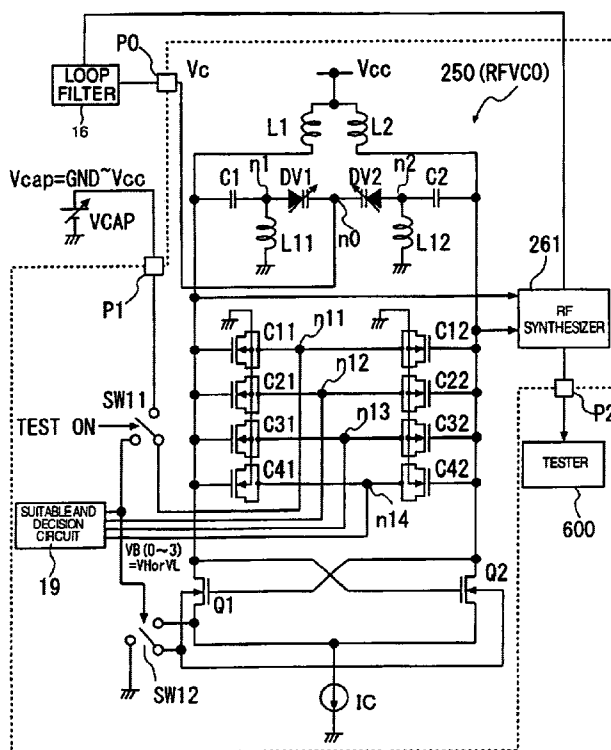 P0
Vc
LOOP
FILTER
16
Vcc
250 (RFVCO)
L1
L2
Vcap=GND~Vcc
VCAP
C1
n1
DV1
DV2
n2
C2
n0
L11
L12
261
RF
SYNTHESIZER
P1
C11
n11
C12
C21
n12
C22
C31
n13
C32
C41
n14
C42
SW11
TEST ON
P2
TESTER
600
SUITABLE AND
DECISION
CIRCUIT
19
VB(0~3)
=VHorVL
Q1
Q2
SW12
IC